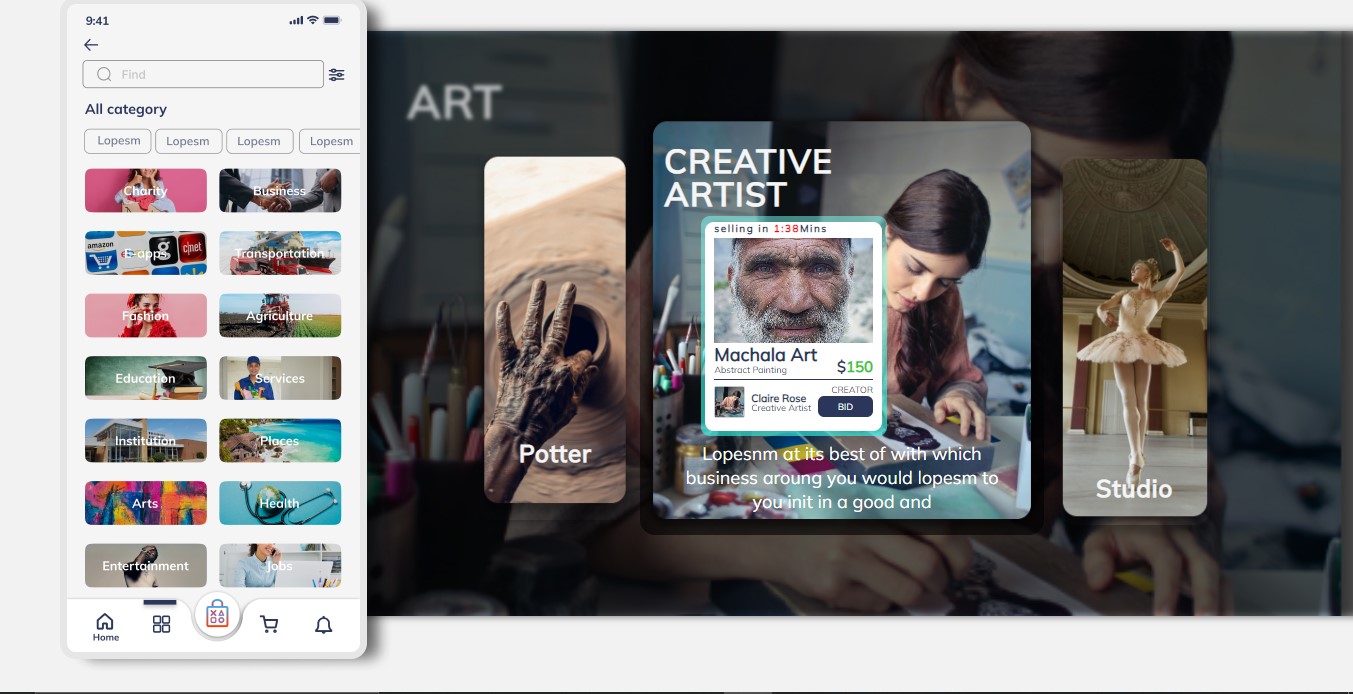 9:41
Find
All category
Lopesm Lopesm Lopesm Lopesm
Charity Business
amazon g c|net
E-apps Transportation
Fashion Agriculture
Education Services
Institution Places
Arts Health
Entertainment Jobs
Home
ART
Potter
CREATIVE
ARTIST
selling in 1:38Mins
Machala Art
Abstract Painting
$150
CREATOR
Claire Rose
Creative Artist
BID
Lopesnm at its best of with which
business aroung you would lopesm to
you init in a good and
Studio